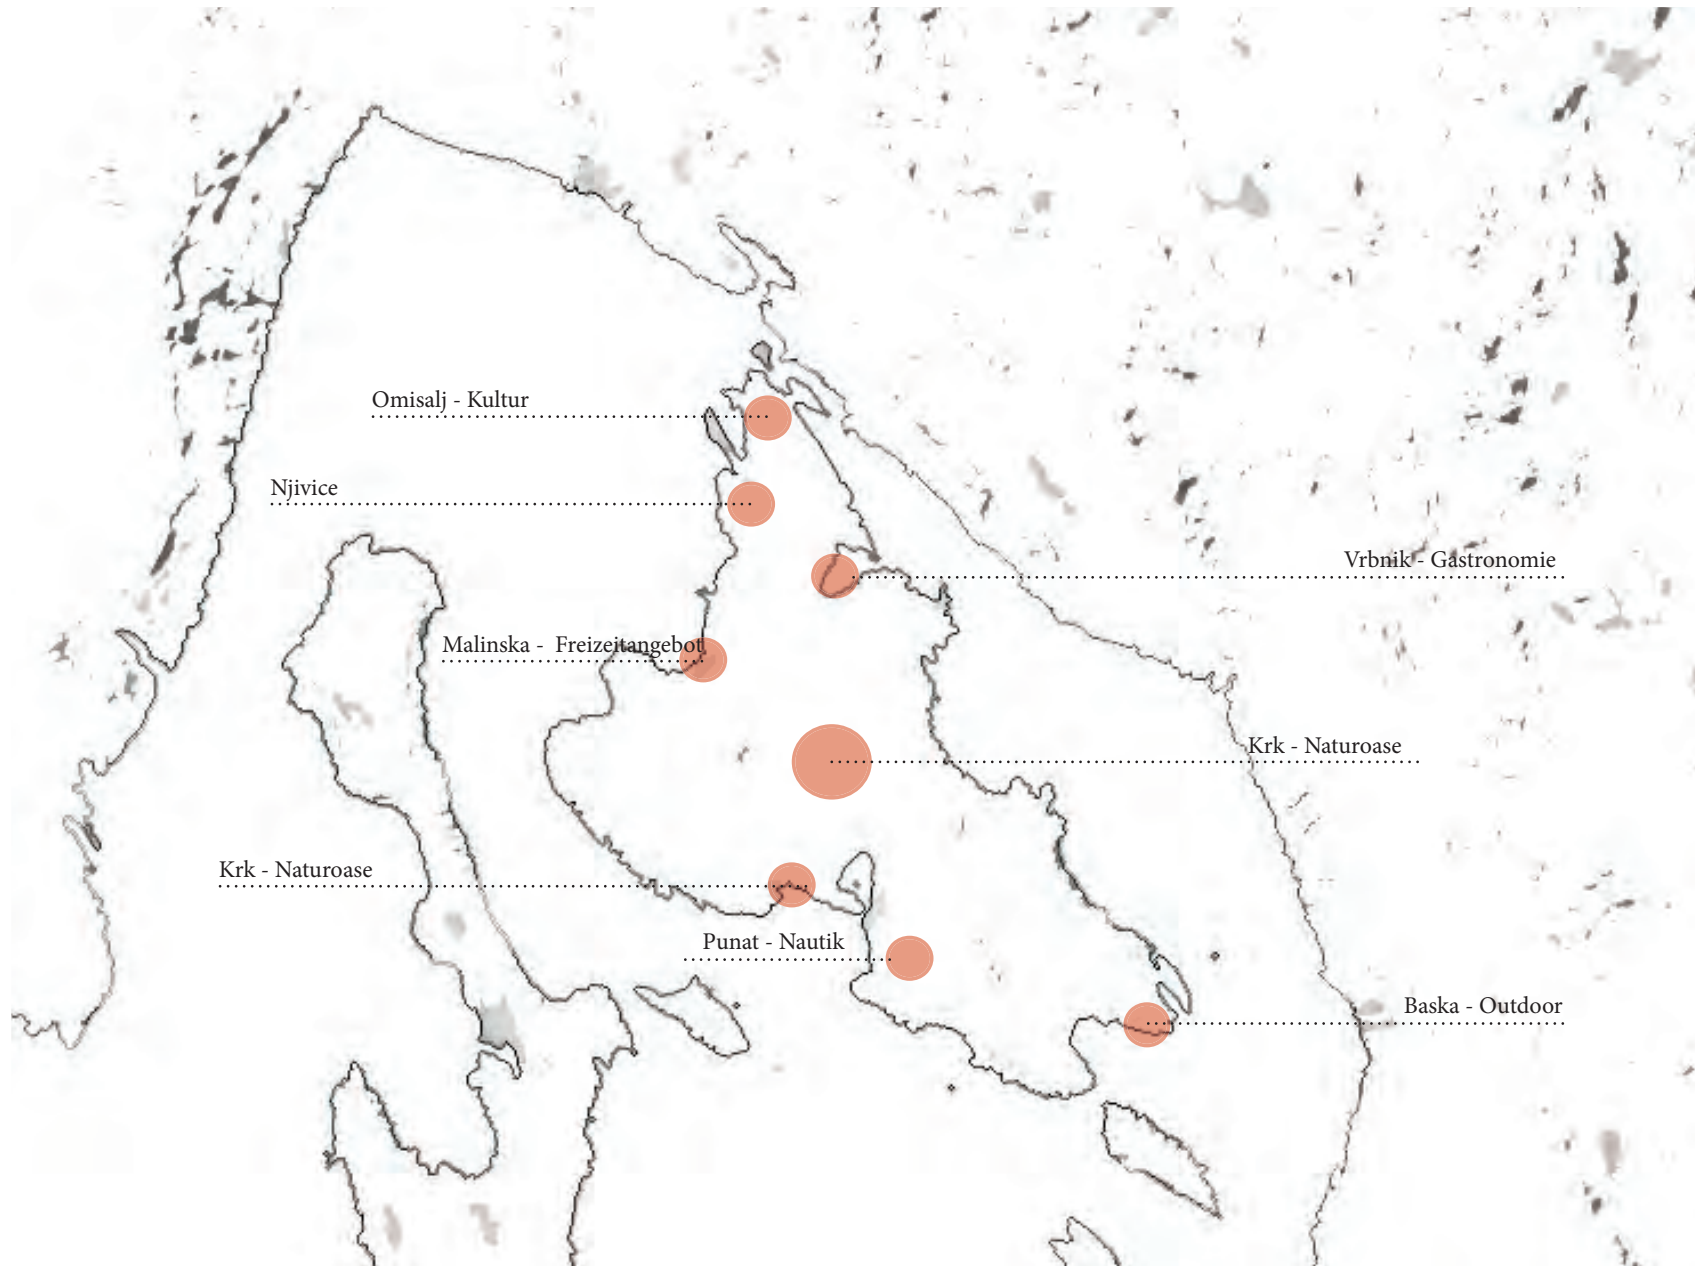 Omisalj - Kultur
Njivice
Vrbnik - Gastronomie
Malinska - Freizeitangebot
Krk - Naturoase
Krk - Naturoase
Punat - Nautik
Baska - Outdoor